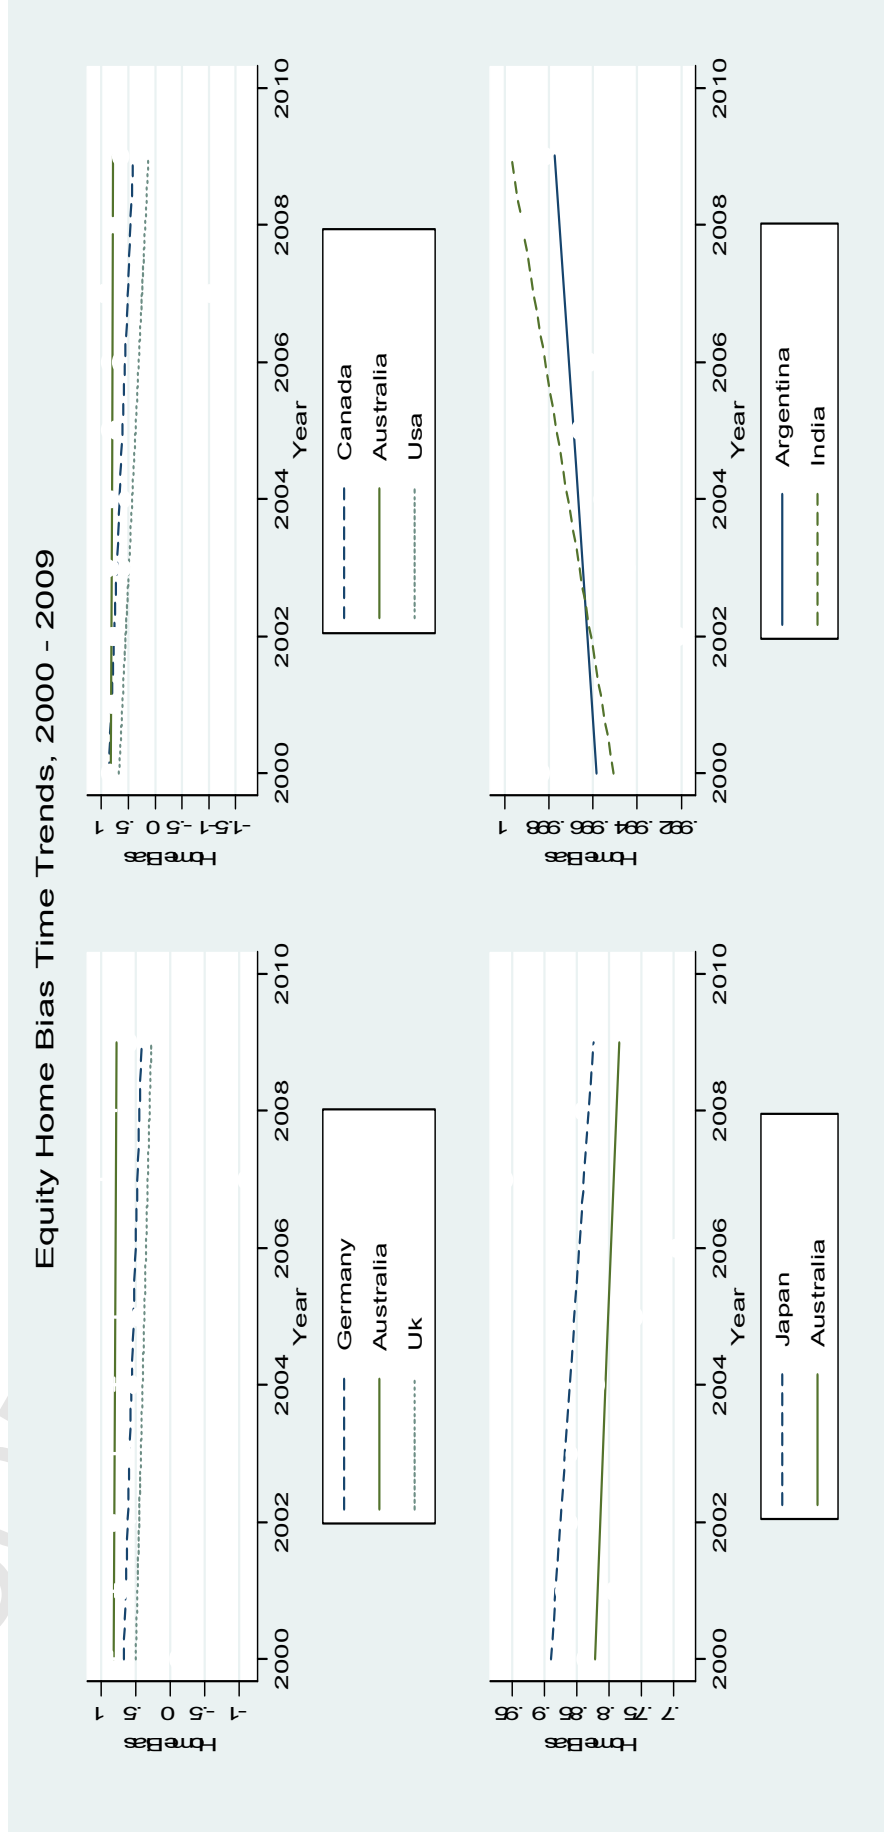 Equity Home Bias Time Trends, 2000 - 2009
HomeBias
1
.5
0
-.5
-1
2000 2002 2004 2006 2008 2010
Year
Germany
Australia
Uk
HomeBias
1
.5
0
-.5
-1
-1.5
2000 2002 2004 2006 2008 2010
Year
Canada
Australia
Usa
HomeBias
.95
.9
.85
.8
.75
.7
2000 2002 2004 2006 2008 2010
Year
Japan
Australia
HomeBias
1
.998
.996
.994
.992
2000 2002 2004 2006 2008 2010
Year
Argentina
India